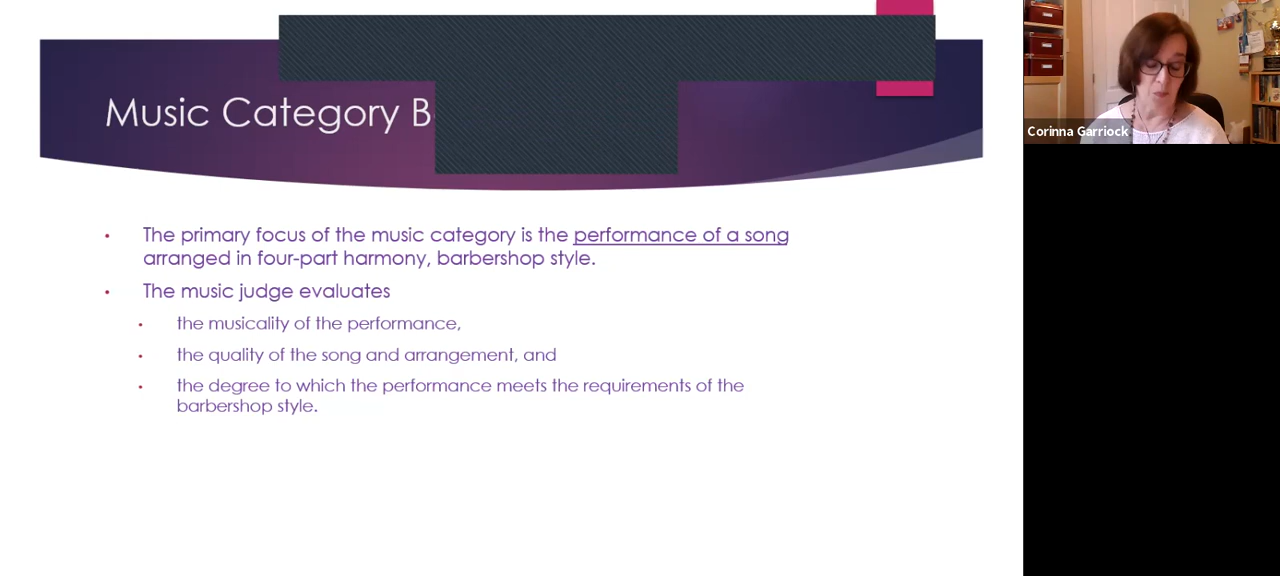 Music Category B
• The primary focus of the music category is the performance of a song
arranged in four-part harmony, barbershop style.
• The music judge evaluates
• the musicality of the performance,
• the quality of the song and arrangement, and
• the degree to which the performance meets the requirements of the
barbershop style.
Corinna Garriock